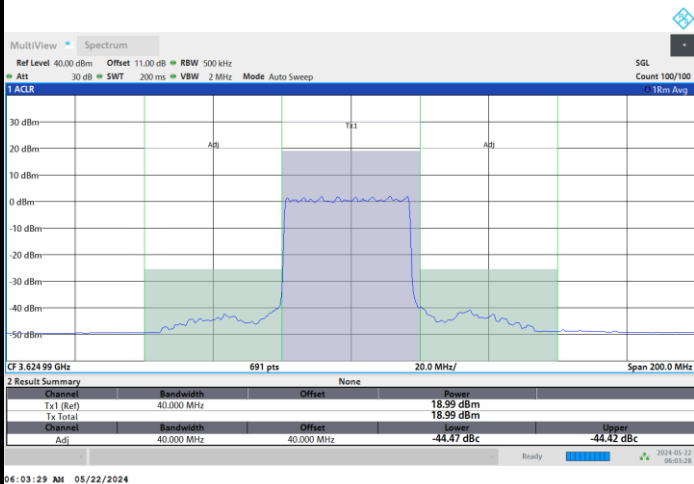 MultiView Spectrum
Ref Level 40.00 dBm Offset 11.00 dB RBW 500 kHz SGL
Att 30 dB SWT 200 ms VBW 2 MHz Mode Auto Sweep Count 100/100
1 ACLR 1Rm Avg
30 dBm
Tx1
20 dBm Adj Adj
10 dBm
0 dBm
-10 dBm
-20 dBm
-30 dBm
-40 dBm
-50 dBm
CF 3.624 99 GHz 691 pts 20.0 MHz/ Span 200.0 MHz
2 Result Summary None
Channel Bandwidth Offset Power
Tx1 (Ref) 40.000 MHz 18.99 dBm
Tx Total 18.99 dBm
Channel Bandwidth Offset Lower Upper
Adj 40.000 MHz 40.000 MHz -44.47 dBc -44.42 dBc
Ready 2024-05-22
06:03:28
06:03:29 AM 05/22/2024